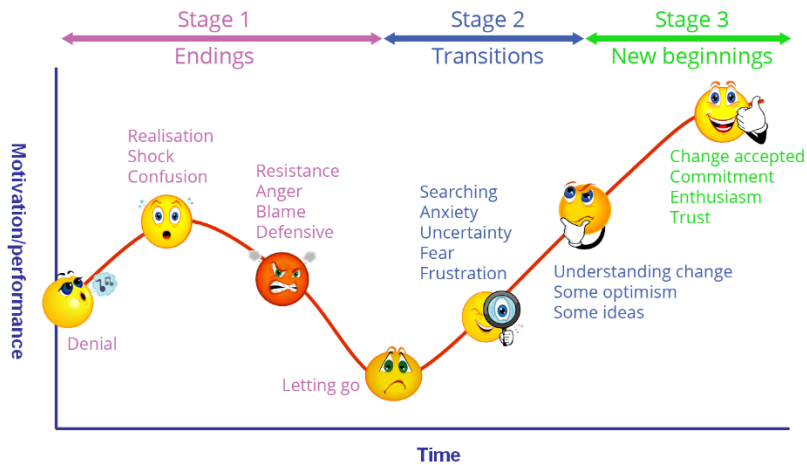 Stage 1
Endings
Stage 2
Transitions
Stage 3
New beginnings
Motivation/performance
Denial
Realisation
Shock
Confusion
Resistance
Anger
Blame
Defensive
Letting go
Searching
Anxiety
Uncertainty
Fear
Frustration
Understanding change
Some optimism
Some ideas
Change accepted
Commitment
Enthusiasm
Trust
Time